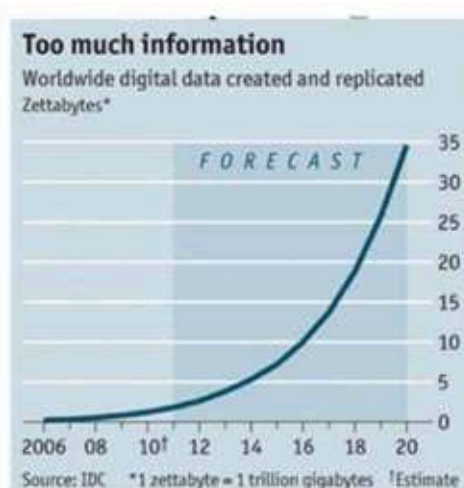 Too much information
Worldwide digital data created and replicated
Zettabytes*
FORECAST
35
30
25
20
15
10
5
0
2006 08 10† 12 14 16 18 20
Source: IDC *1 zettabyte = 1 trillion gigabytes †Estimate